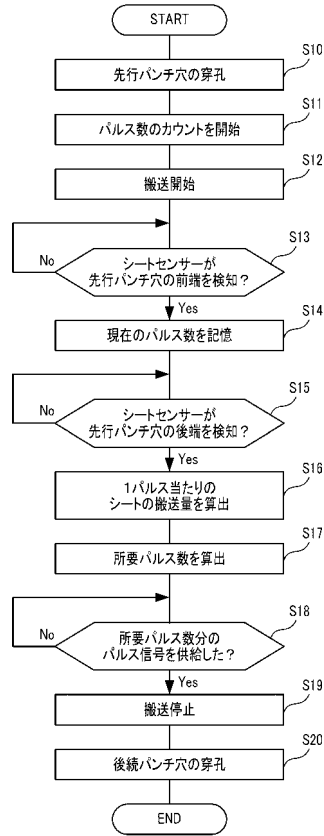 START
S10
先行パンチ穴の穿孔
S11
パルス数のカウントを開始
S12
搬送開始
S13
シートセンサーが
先行パンチ穴の前端を検知？
No
Yes
S14
現在のパルス数を記憶
S15
シートセンサーが
先行パンチ穴の後端を検知？
No
Yes
S16
1パルス当たりの
シートの搬送量を算出
S17
所要パルス数を算出
S18
所要パルス数分の
パルス信号を供給した？
No
Yes
S19
搬送停止
S20
後続パンチ穴の穿孔
END